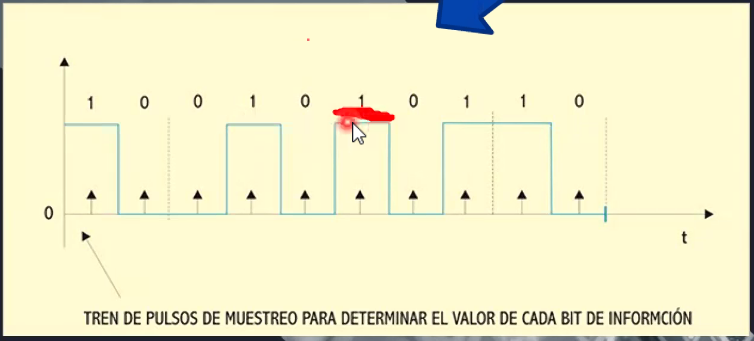 1 0 0 1 0 1 0 1 1 0
0
t
TREN DE PULSOS DE MUESTREO PARA DETERMINAR EL VALOR DE CADA BIT DE INFORMCIÓN